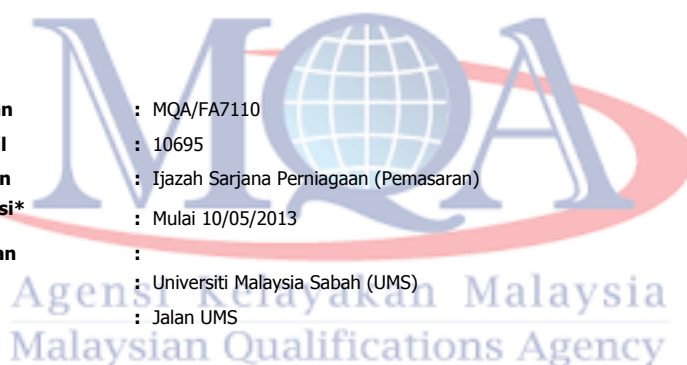 MQA
an : MQA/FA7110
l : 10695
n : Ijazah Sarjana Perniagaan (Pemasaran)
si* : Mulai 10/05/2013
an :
: Universiti Malaysia Sabah (UMS)
: Jalan UMS
Agensi Kelayakan Malaysia
Malaysian Qualifications Agency